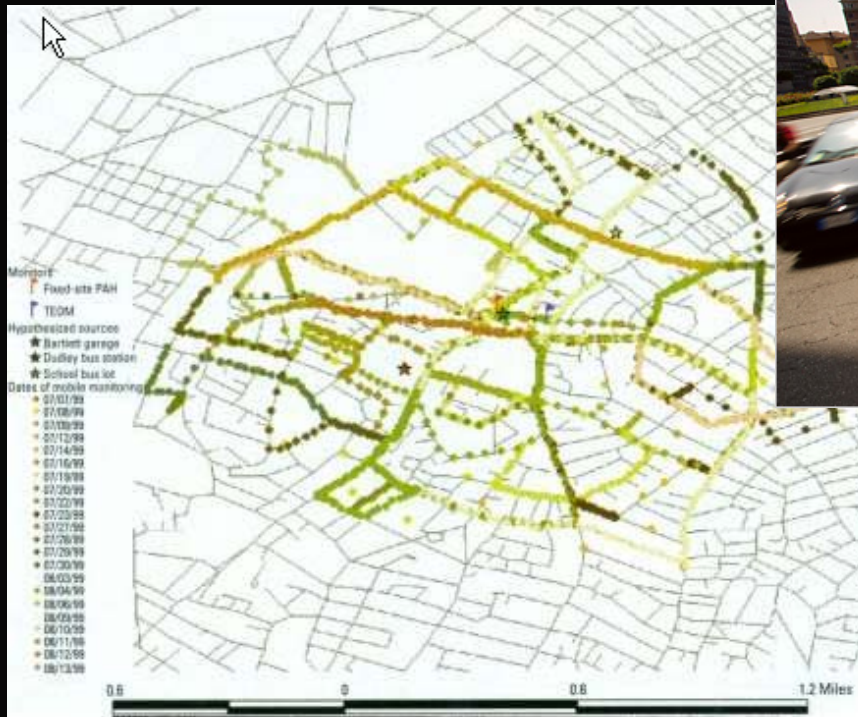 Monitors
Fixed-site PAH
TEOM
Hypothesized sources
Bartlett garage
Dudley bus station
School bus lot
Dates of mobile monitoring
07/07/99
07/08/99
07/09/99
07/12/99
07/14/99
07/16/99
07/19/99
07/20/99
07/22/99
07/23/99
07/27/99
07/28/99
07/29/99
07/30/99
08/03/99
08/04/99
08/06/99
08/09/99
08/10/99
08/11/99
08/12/99
08/13/99
0.6 0 0.6 1.2 Miles